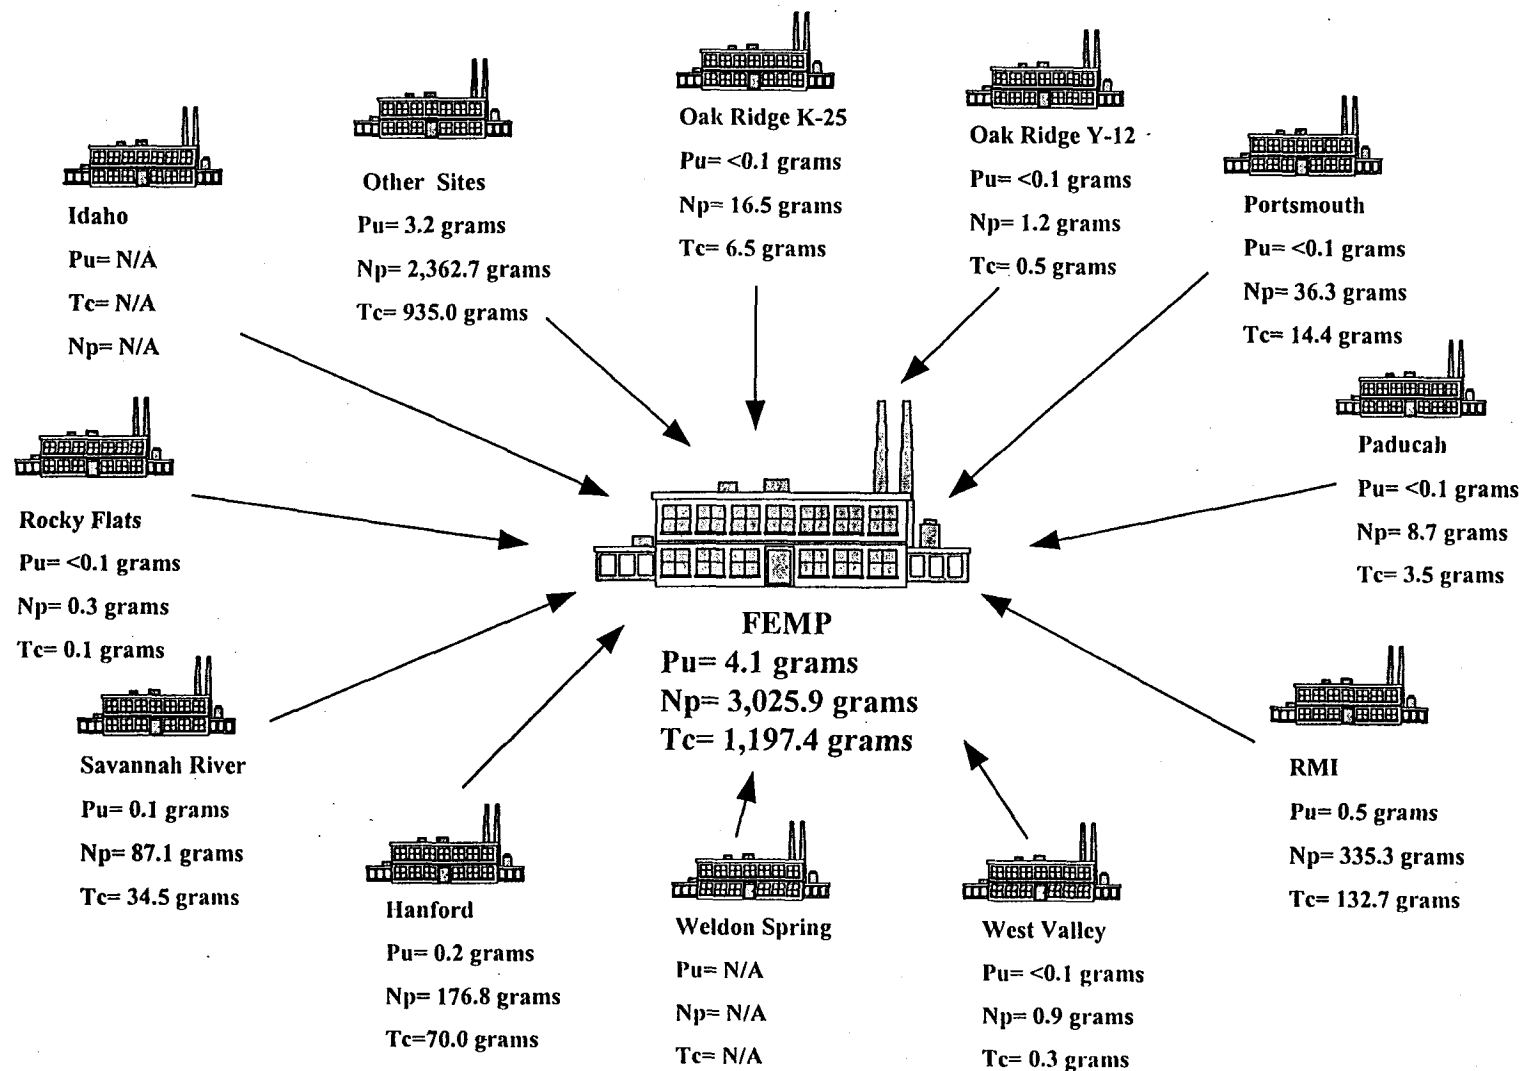 Oak Ridge K-25
Pu= <0.1 grams
Np= 16.5 grams
Tc= 6.5 grams
Oak Ridge Y-12
Pu= <0.1 grams
Np= 1.2 grams
Tc= 0.5 grams
Other Sites
Pu= 3.2 grams
Np= 2,362.7 grams
Tc= 935.0 grams
Portsmouth
Pu= <0.1 grams
Np= 36.3 grams
Tc= 14.4 grams
Idaho
Pu= N/A
Tc= N/A
Np= N/A
Paducah
Pu= <0.1 grams
Np= 8.7 grams
Tc= 3.5 grams
Rocky Flats
Pu= <0.1 grams
Np= 0.3 grams
Tc= 0.1 grams
FEMP
Pu= 4.1 grams
Np= 3,025.9 grams
Tc= 1,197.4 grams
Savannah River
Pu= 0.1 grams
Np= 87.1 grams
Tc= 34.5 grams
RMI
Pu= 0.5 grams
Np= 335.3 grams
Tc= 132.7 grams
Hanford
Pu= 0.2 grams
Np= 176.8 grams
Tc=70.0 grams
Weldon Spring
Pu= N/A
Np= N/A
Tc= N/A
West Valley
Pu= <0.1 grams
Np= 0.9 grams
Tc= 0.3 grams